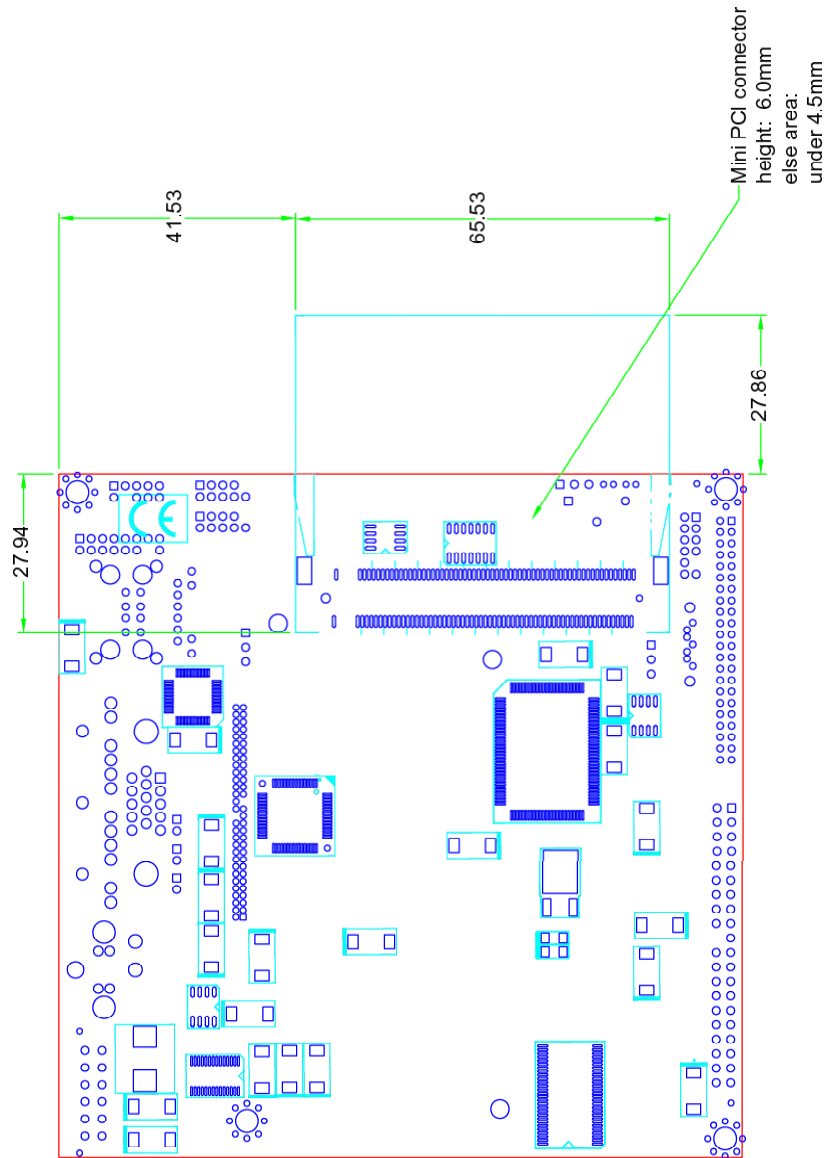 41.53
65.53
27.94
27.86
CE
Mini PCI connector
height: 6.0mm
else area:
under 4.5mm